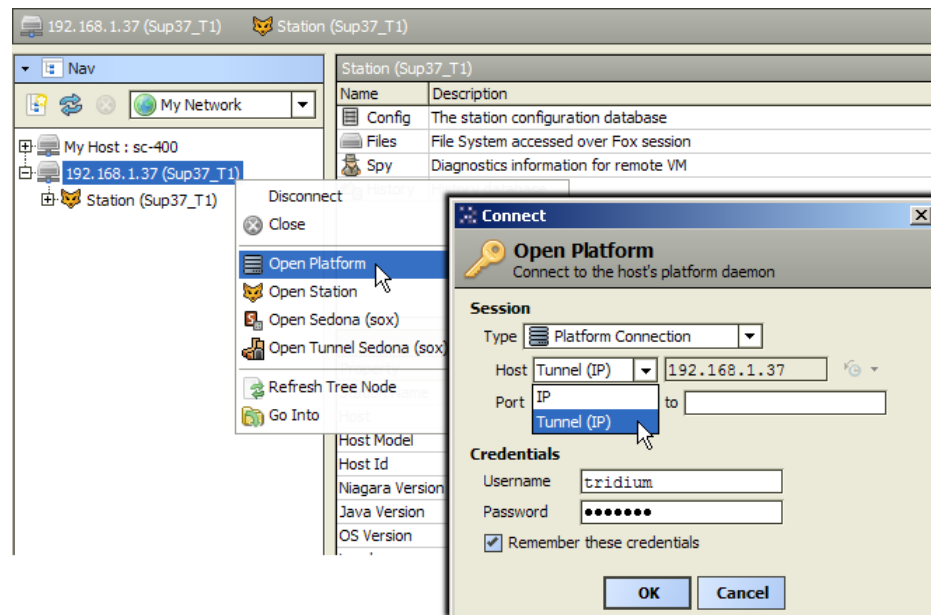 192.168.1.37 (Sup37_T1) Station (Sup37_T1)
Nav
My Network
My Host : sc-400
192.168.1.37 (Sup37_T1)
Station (Sup37_T1)
Station (Sup37_T1)
Name Description
Config The station configuration database
Files File System accessed over Fox session
Spy Diagnostics information for remote VM
Host Model
Host Id
Niagara Version
Java Version
OS Version
Disconnect
Close
Open Platform
Open Station
Open Sedona (sox)
Open Tunnel Sedona (sox)
Refresh Tree Node
Go Into
Connect
Open Platform
Connect to the host's platform daemon
Session
Type Platform Connection
Host Tunnel (IP) 192.168.1.37
Port to
IP
Tunnel (IP)
Credentials
Username tridium
Password •••••••
Remember these credentials
OK Cancel